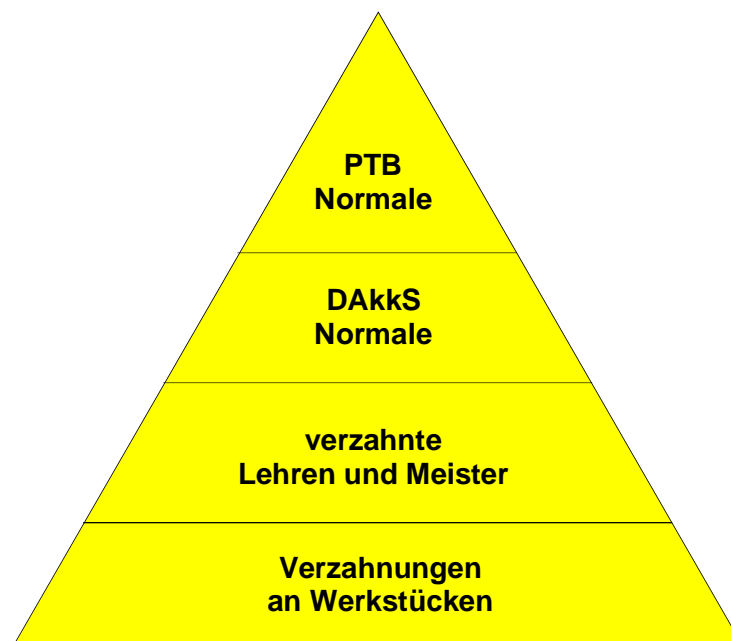 PTB
Normale
DAkkS
Normale
verzahnte
Lehren und Meister
Verzahnungen
an Werkstücken